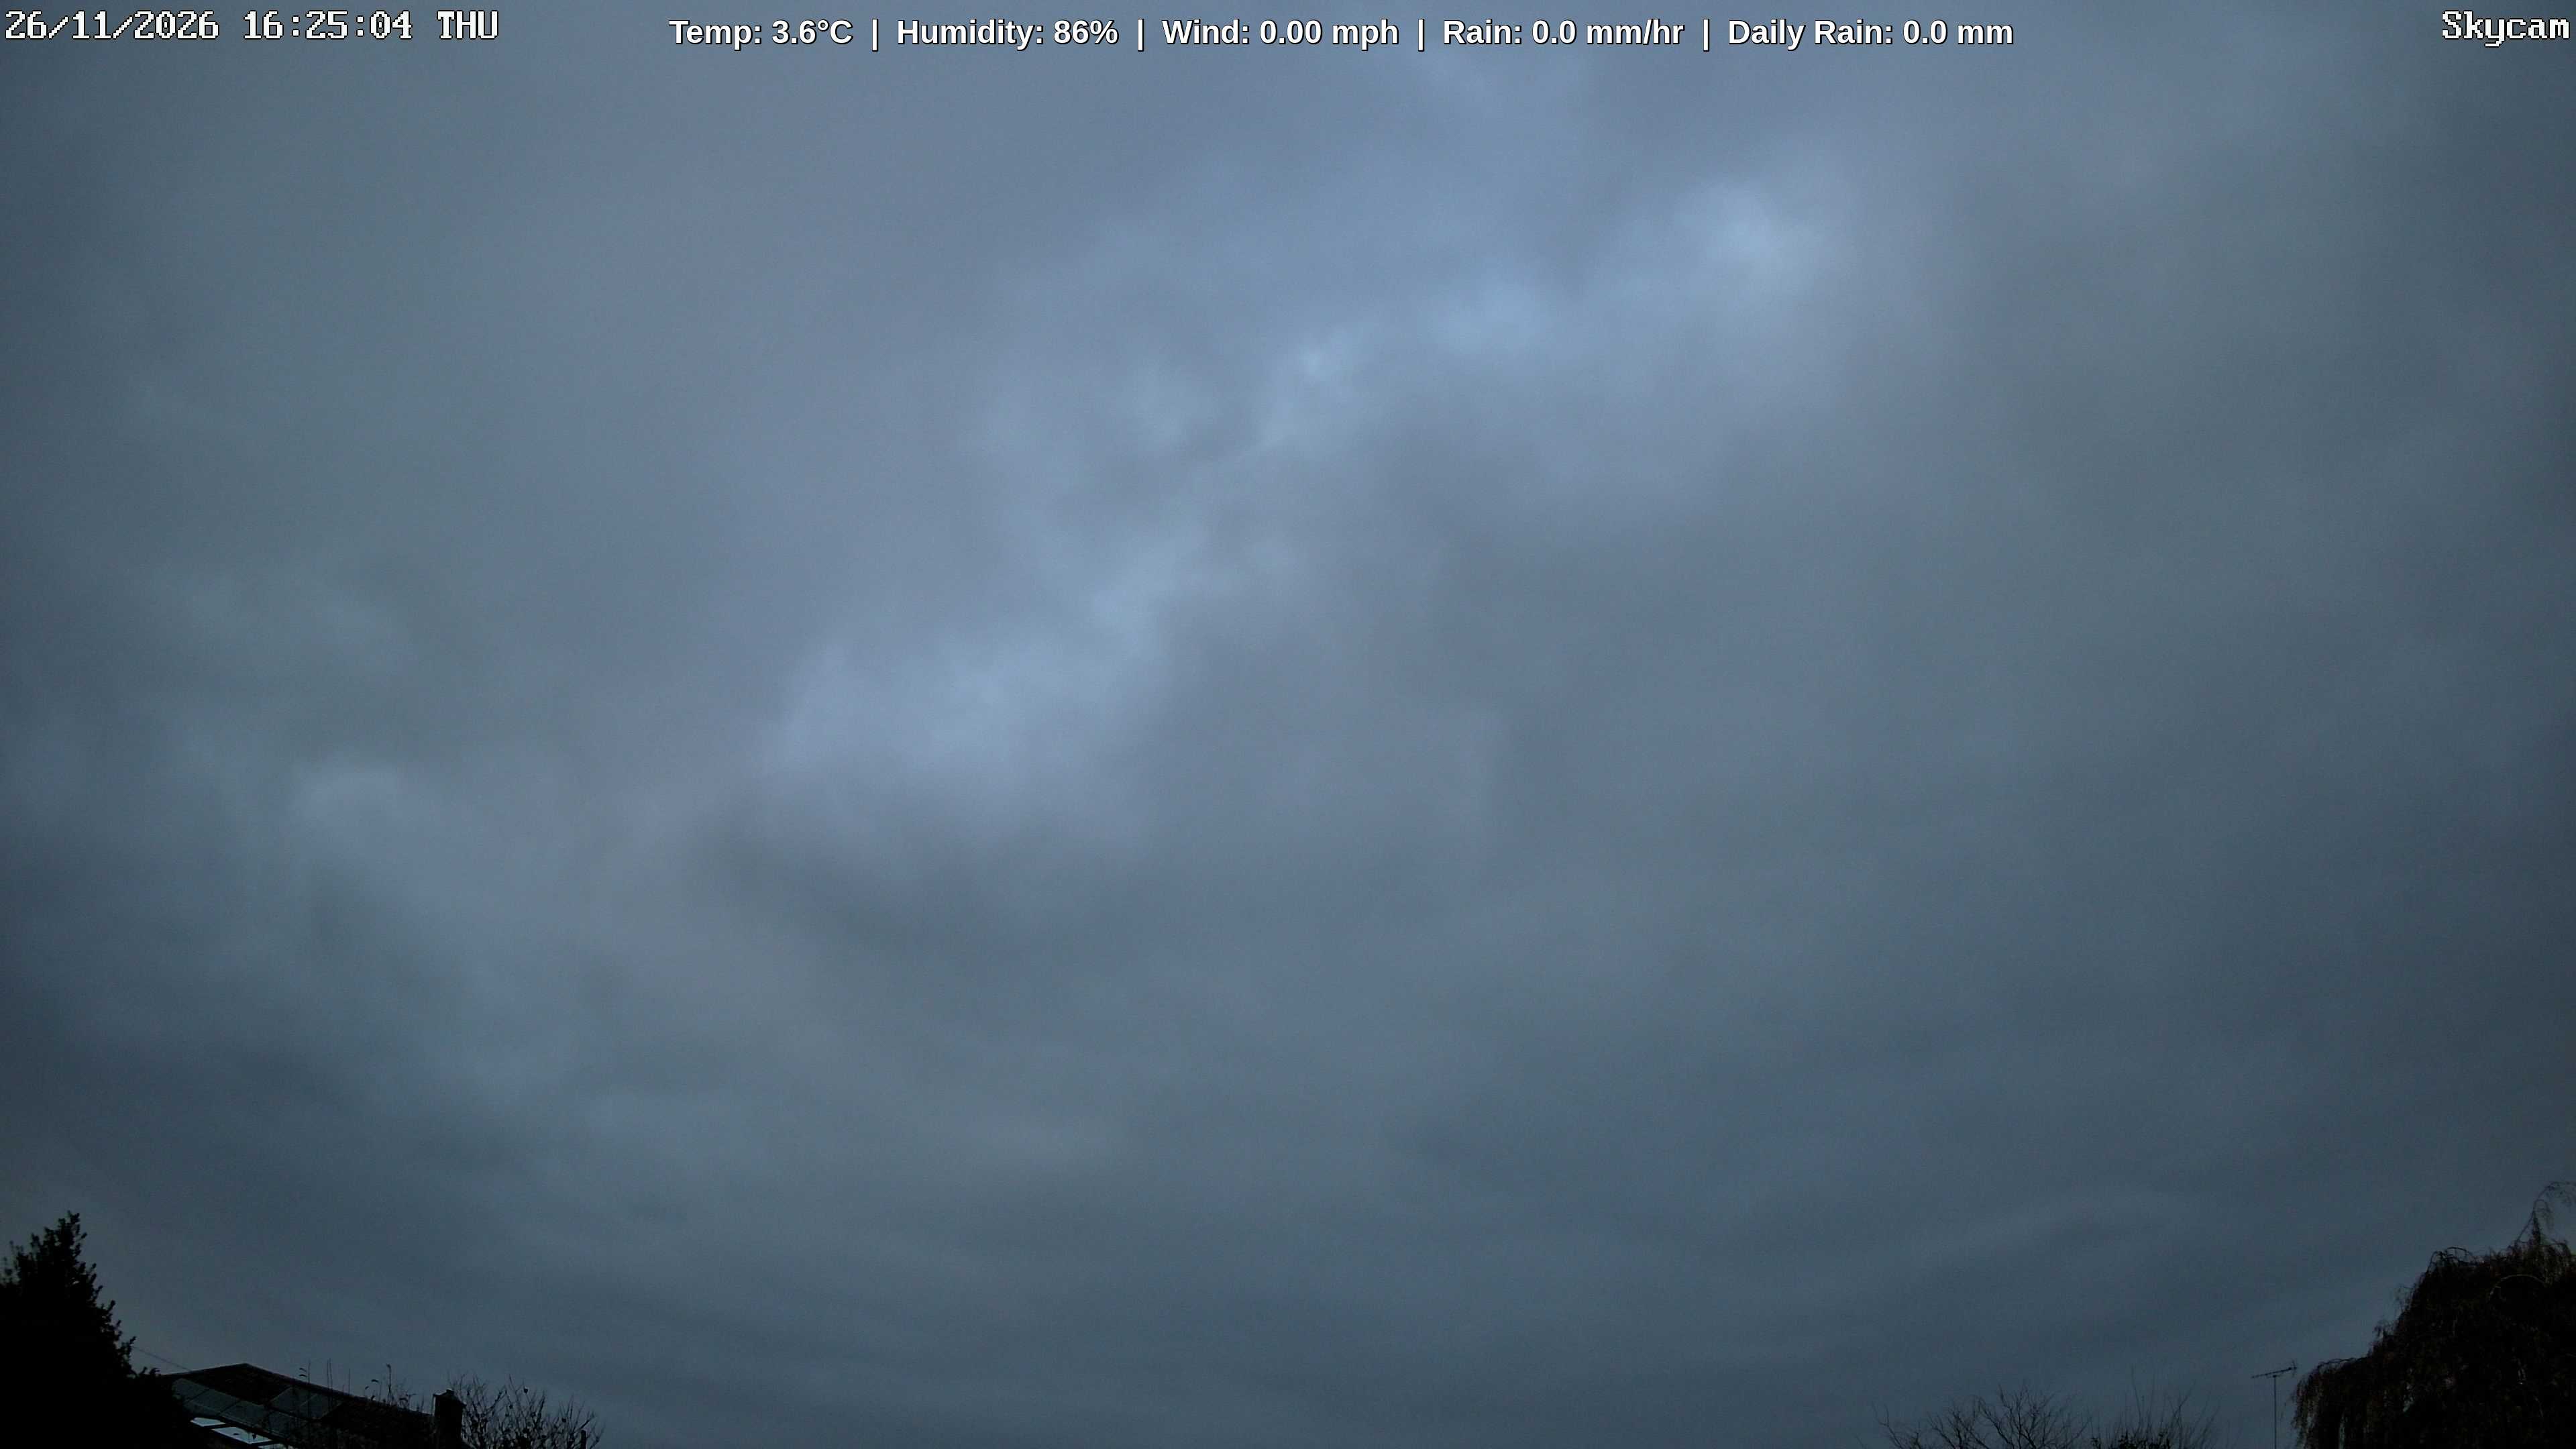 26/11/2026 16:25:04 THU
Temp: 3.6°C | Humidity: 86% | Wind: 0.00 mph | Rain: 0.0 mm/hr | Daily Rain: 0.0 mm
Skycam